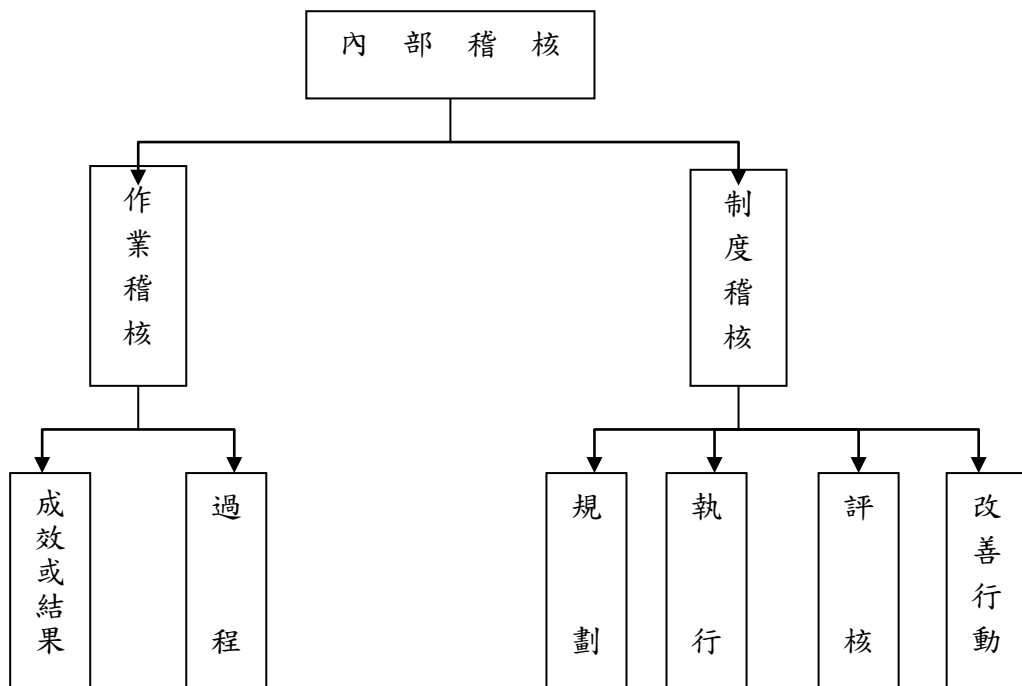 內部稽核
作業稽核
制度稽核
成效或結果
過程
規劃
執行
評核
改善行動